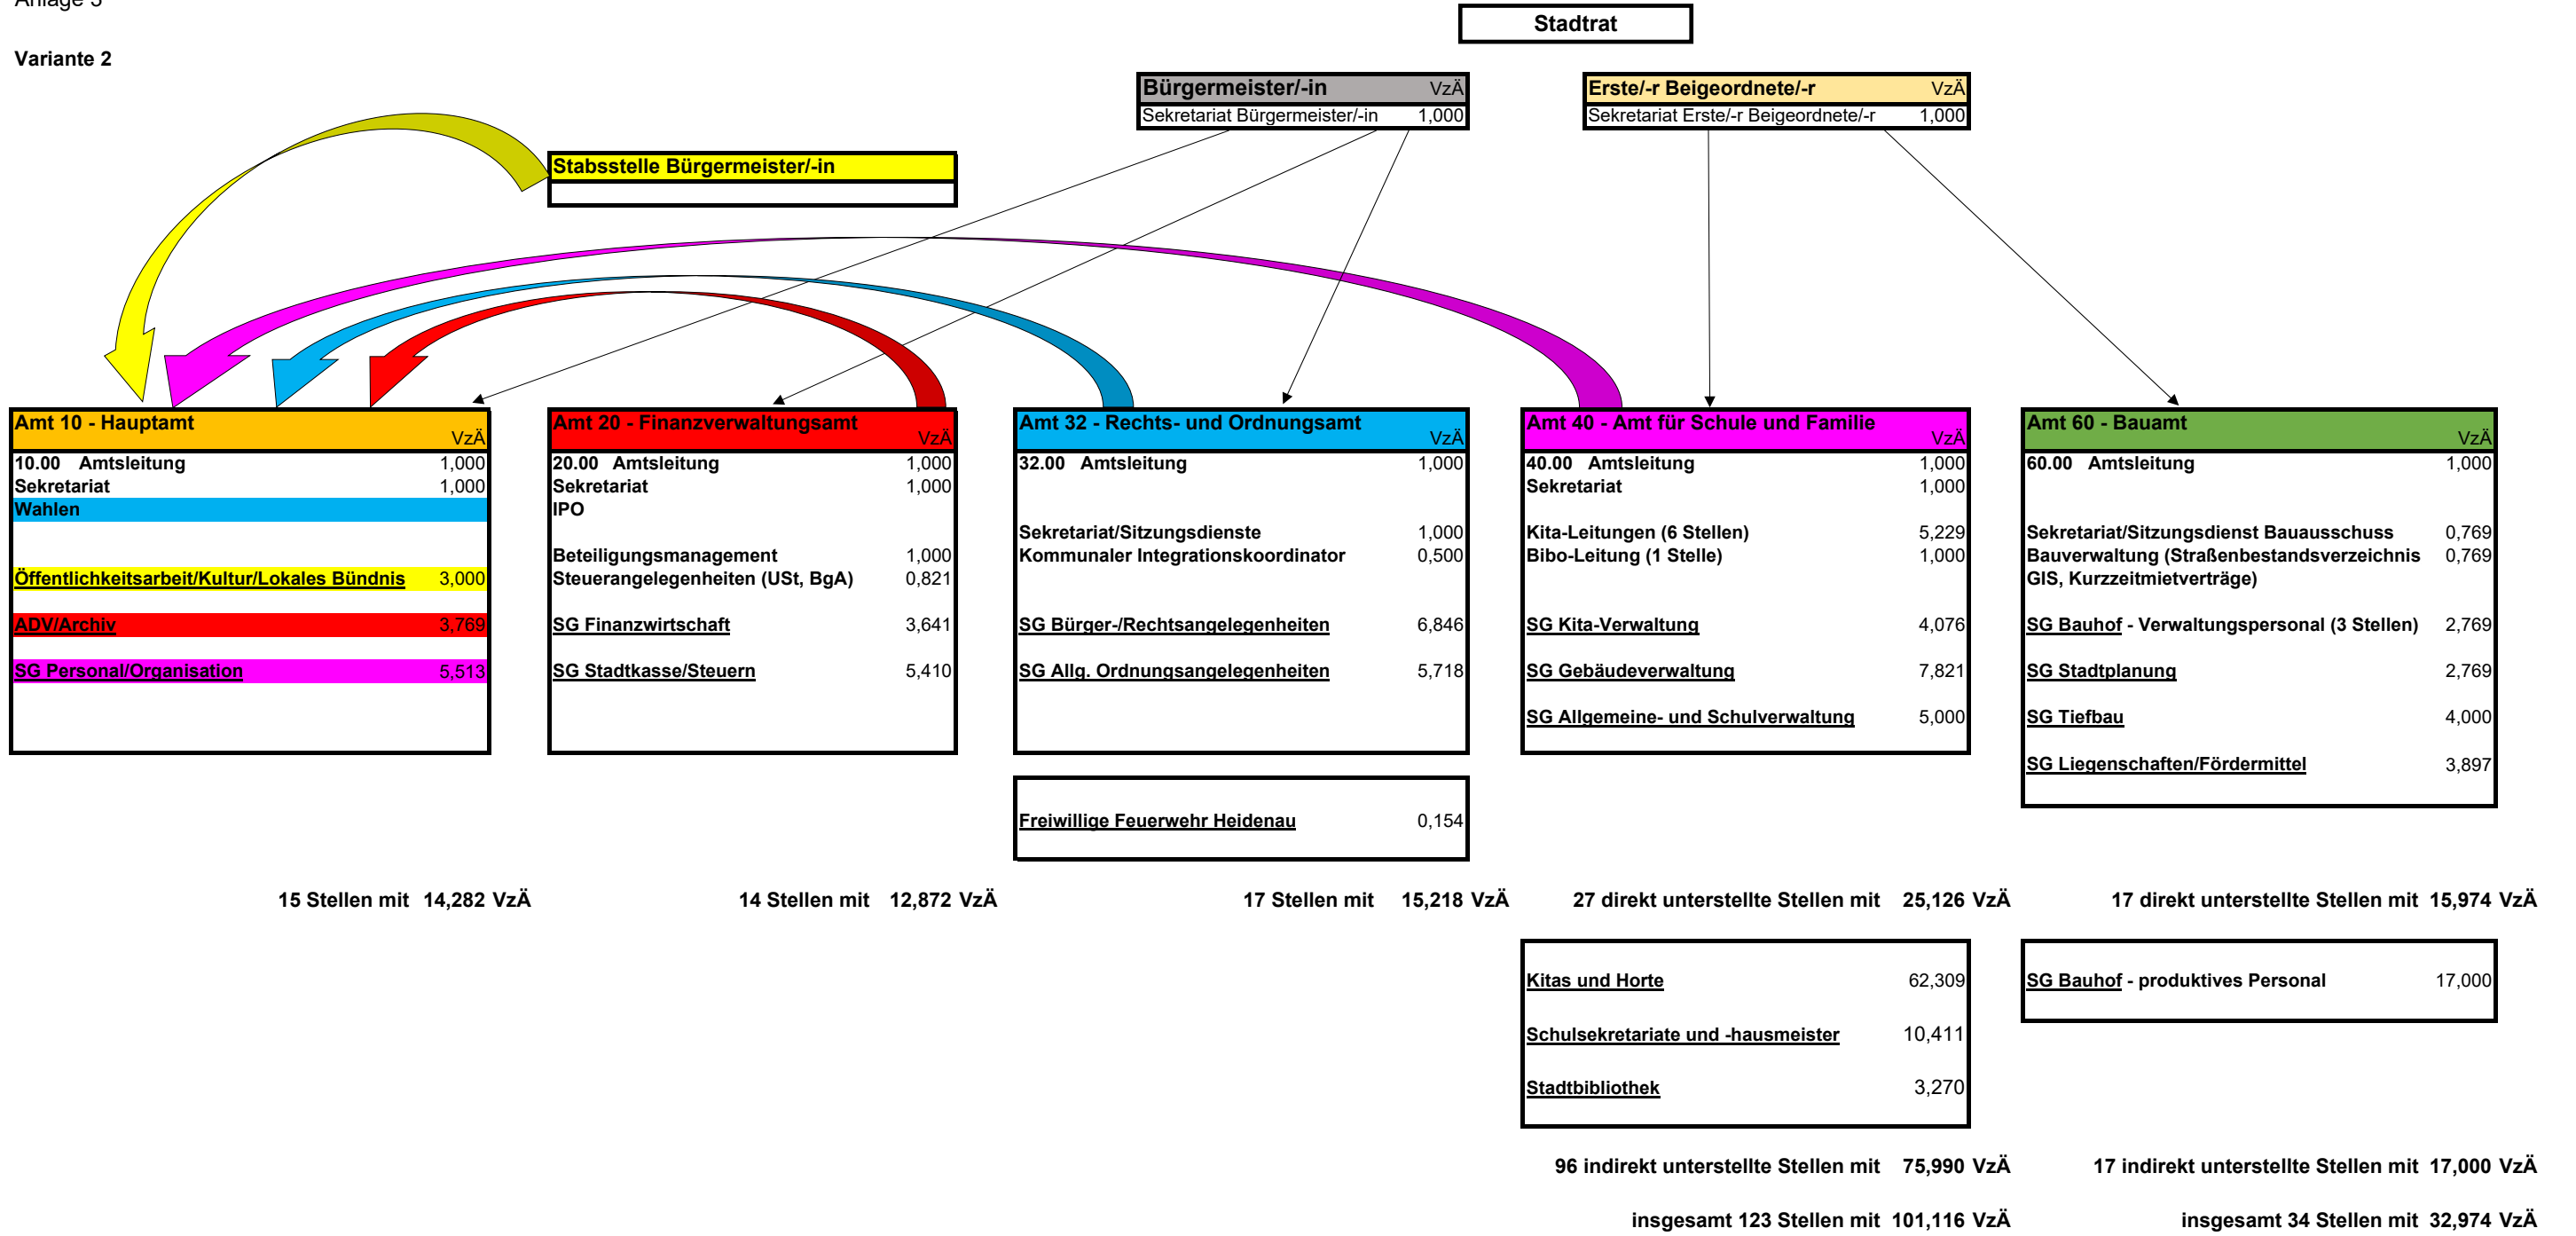 Anlage 3
Stadtrat
Variante 2
Bürgermeister/-in VzÄ
Sekretariat Bürgermeister/-in 1,000
Erste/-r Beigeordnete/-r VzÄ
Sekretariat Erste/-r Beigeordnete/-r 1,000
Stabsstelle Bürgermeister/-in
Amt 10 - Hauptamt
VzÄ
10.00 Amtsleitung 1,000
Sekretariat 1,000
Wahlen
Öffentlichkeitsarbeit/Kultur/Lokales Bündnis 3,000
ADV/Archiv 3,769
SG Personal/Organisation 5,513
15 Stellen mit 14,282 VzÄ
Amt 20 - Finanzverwaltungsamt
VzÄ
20.00 Amtsleitung 1,000
Sekretariat 1,000
IPO
Beteiligungsmanagement 1,000
Steuerangelegenheiten (USt, BgA) 0,821
SG Finanzwirtschaft 3,641
SG Stadtkasse/Steuern 5,410
14 Stellen mit 12,872 VzÄ
Amt 32 - Rechts- und Ordnungsamt
VzÄ
32.00 Amtsleitung 1,000
Sekretariat/Sitzungsdienste 1,000
Kommunaler Integrationskoordinator 0,500
SG Bürger-/Rechtsangelegenheiten 6,846
SG Allg. Ordnungsangelegenheiten 5,718
Freiwillige Feuerwehr Heidenau 0,154
17 Stellen mit 15,218 VzÄ
Amt 40 - Amt für Schule und Familie
VzÄ
40.00 Amtsleitung 1,000
Sekretariat 1,000
Kita-Leitungen (6 Stellen) 5,229
Bibo-Leitung (1 Stelle) 1,000
SG Kita-Verwaltung 4,076
SG Gebäudeverwaltung 7,821
SG Allgemeine- und Schulverwaltung 5,000
27 direkt unterstellte Stellen mit 25,126 VzÄ
Kitas und Horte 62,309
Schulsekretariate und -hausmeister 10,411
Stadtbibliothek 3,270
96 indirekt unterstellte Stellen mit 75,990 VzÄ
insgesamt 123 Stellen mit 101,116 VzÄ
Amt 60 - Bauamt
VzÄ
60.00 Amtsleitung 1,000
Sekretariat/Sitzungsdienst Bauausschuss 0,769
Bauverwaltung (Straßenbestandsverzeichnis 0,769
GIS, Kurzzeitmietverträge)
SG Bauhof - Verwaltungspersonal (3 Stellen) 2,769
SG Stadtplanung 2,769
SG Tiefbau 4,000
SG Liegenschaften/Fördermittel 3,897
17 direkt unterstellte Stellen mit 15,974 VzÄ
SG Bauhof - produktives Personal 17,000
17 indirekt unterstellte Stellen mit 17,000 VzÄ
insgesamt 34 Stellen mit 32,974 VzÄ